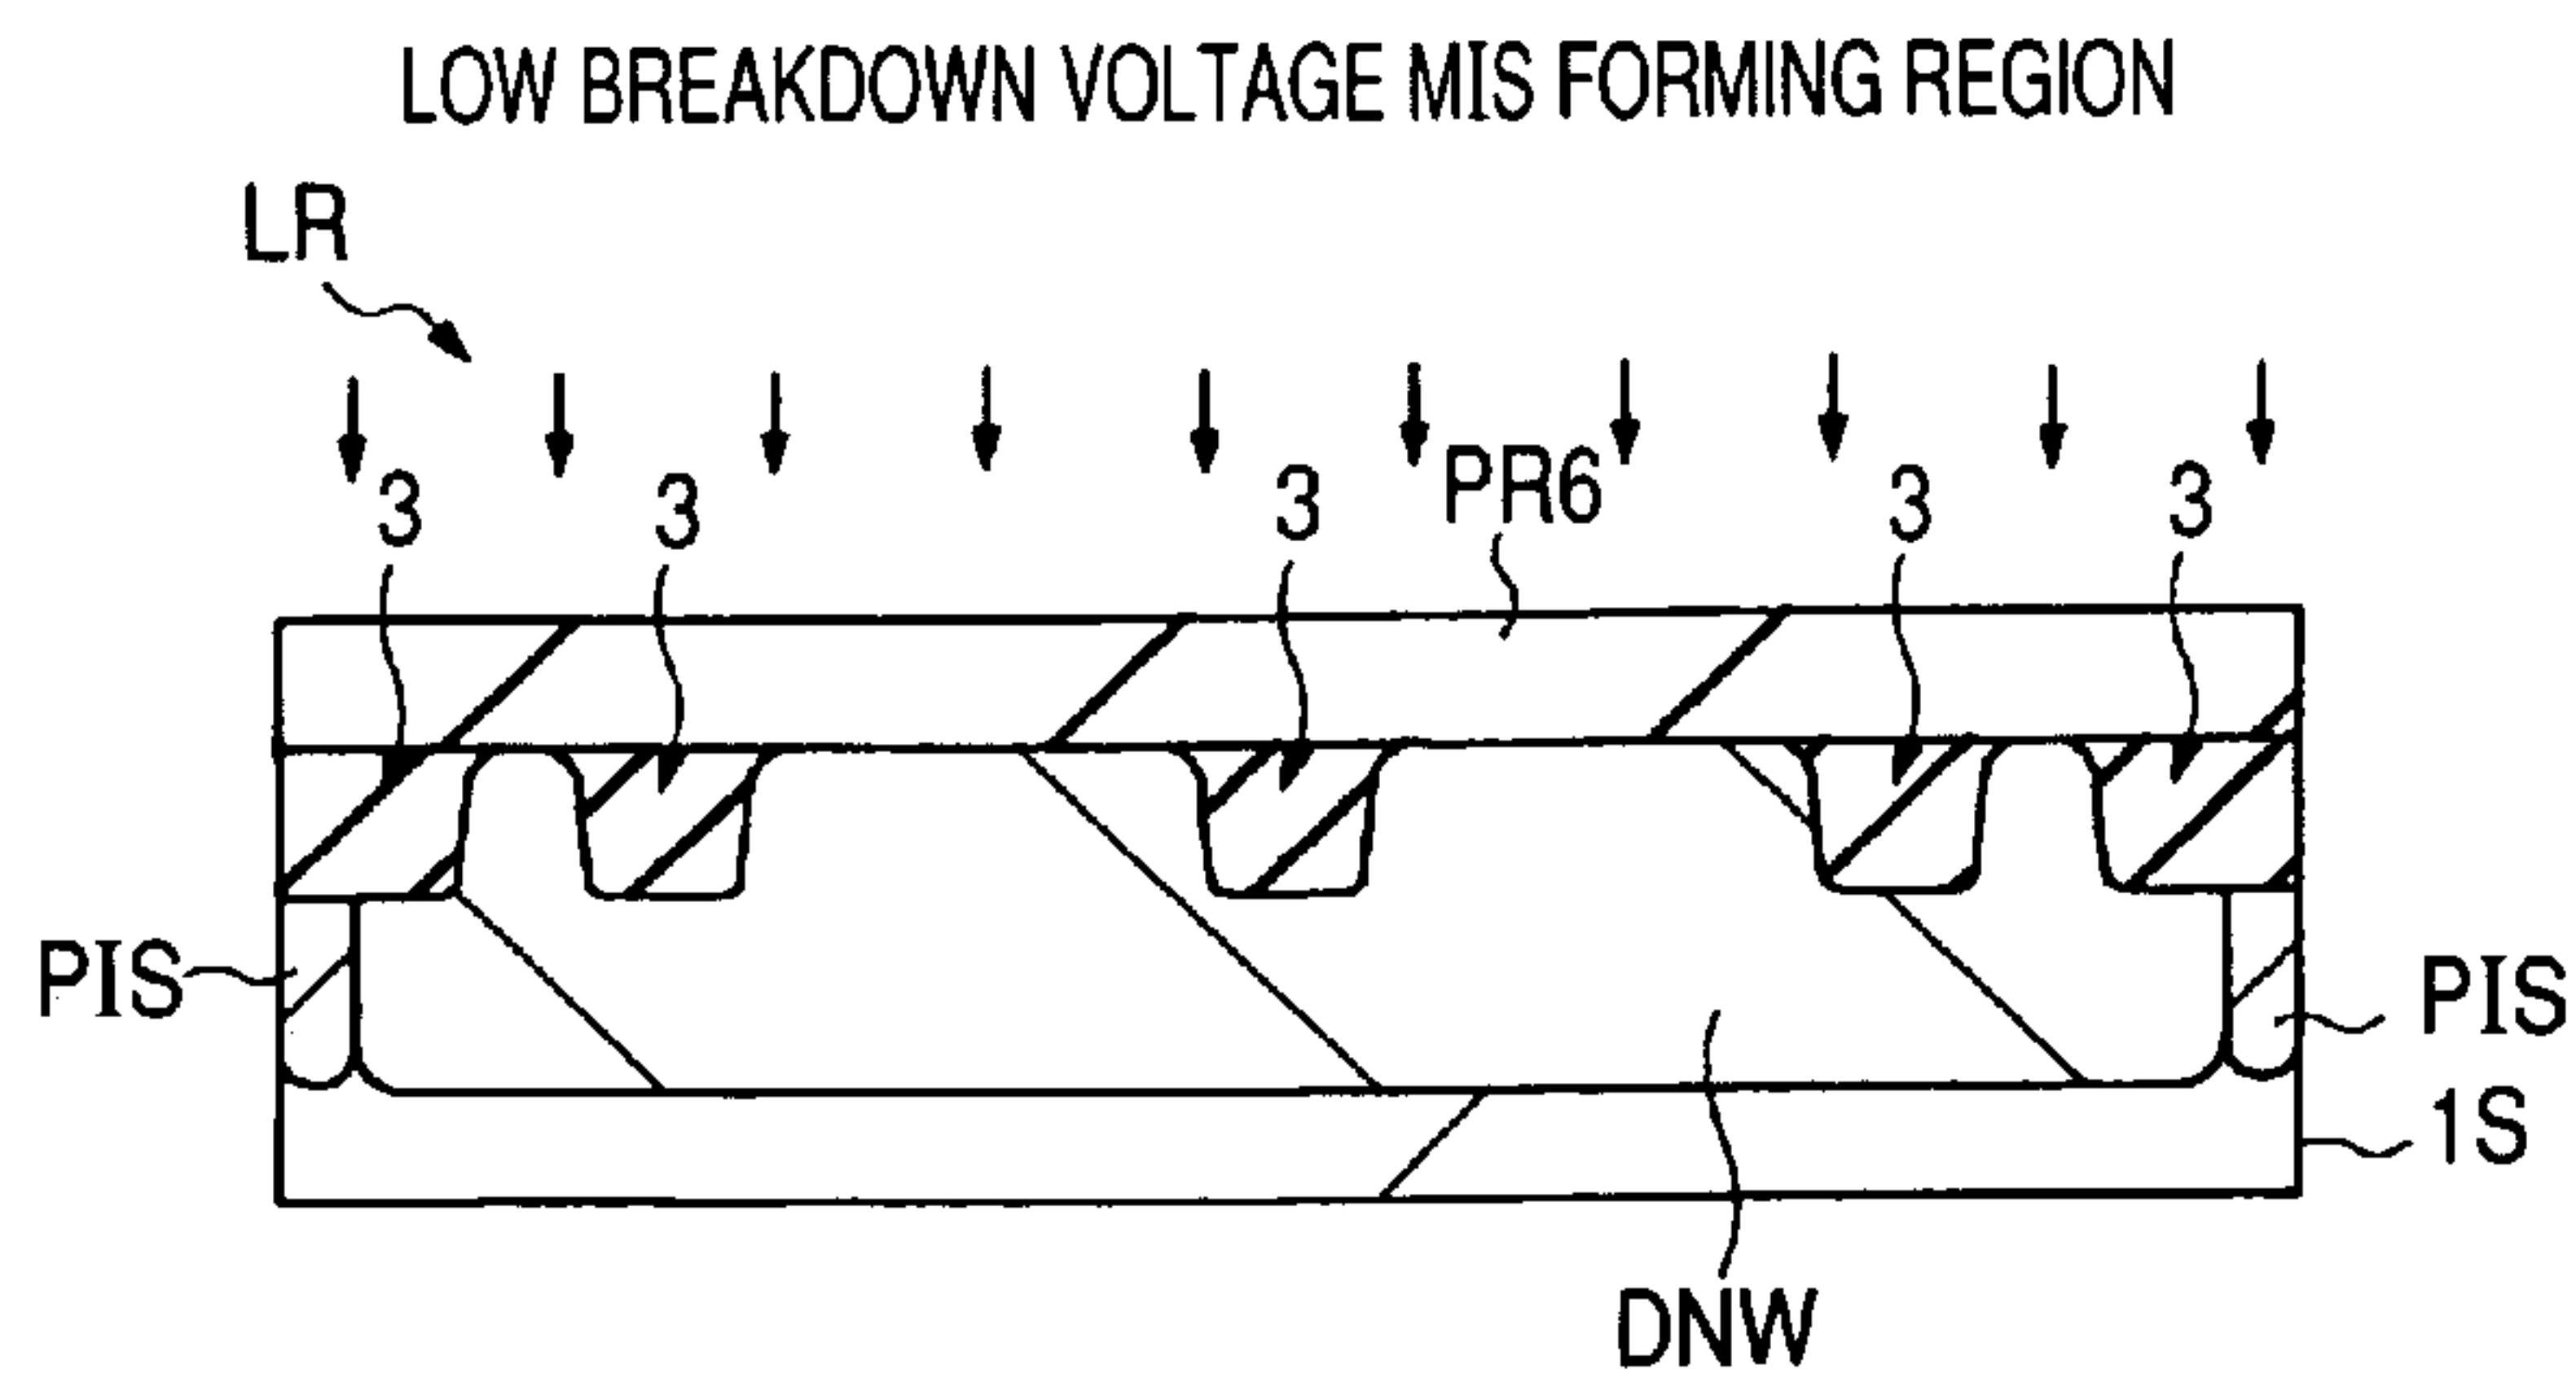 LOW BREAKDOWN VOLTAGE MIS FORMING REGION
LR
3 3 3 PR6 3 3
PIS PIS
1S
DNW